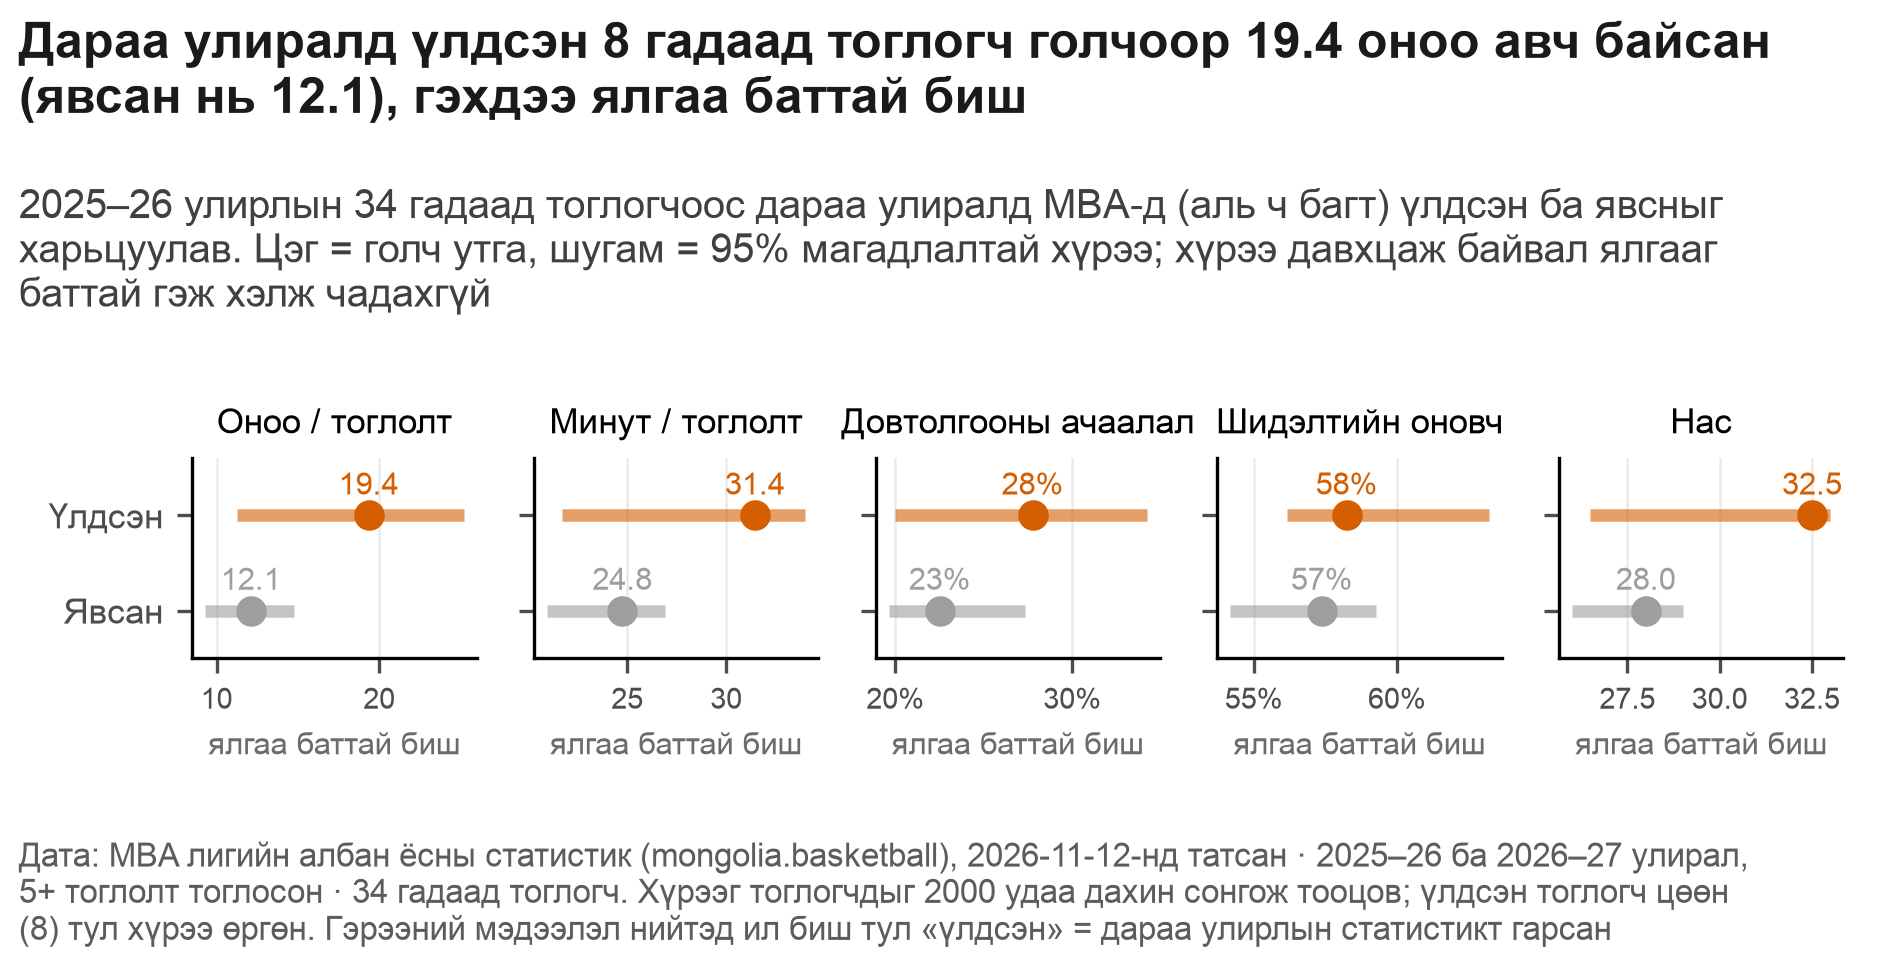 Дараа улиралд үлдсэн 8 гадаад тоглогч голчоор 19.4 оноо авч байсан
(явсан нь 12.1), гэхдээ ялгаа баттай биш
2025–26 улирлын 34 гадаад тоглогчоос дараа улиралд МВА-д (аль ч багт) үлдсэн ба явсныг
харьцуулав. Цэг = голч утга, шугам = 95% магадлалтай хүрээ; хүрээ давхцаж байвал ялгааг
баттай гэж хэлж чадахгүй
Оноо / тоглолт
Минут / тоглолт
Довтолгооны ачаалал
Шидэлтийн оновч
Нас
Үлдсэн
19.4
31.4
28%
58%
32.5
Явсан
12.1
24.8
23%
57%
28.0
10 20
25 30
20% 30%
55% 60%
27.5 30.0 32.5
ялгаа баттай биш
ялгаа баттай биш
ялгаа баттай биш
ялгаа баттай биш
ялгаа баттай биш
Дата: МВА лигийн албан ёсны статистик (mongolia.basketball), 2026-11-12-нд татсан · 2025–26 ба 2026–27 улирал,
5+ тоглолт тоглосон · 34 гадаад тоглогч. Хүрээг тоглогчдыг 2000 удаа дахин сонгож тооцов; үлдсэн тоглогч цөөн
(8) тул хүрээ өргөн. Гэрээний мэдээлэл нийтэд ил биш тул «үлдсэн» = дараа улирлын статистикт гарсан